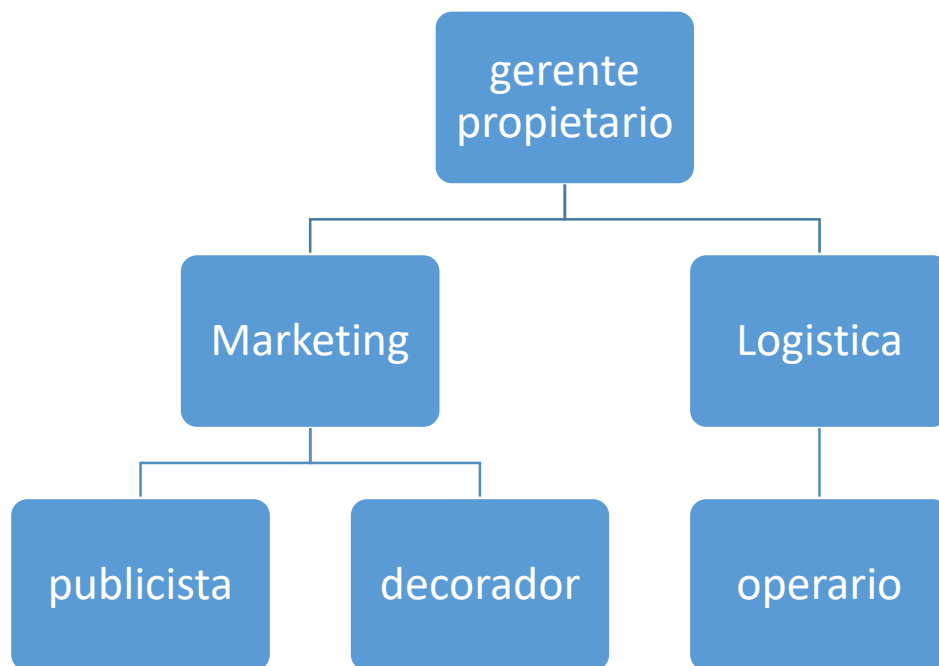 gerente
propietario
Marketing
Logistica
publicista
decorador
operario